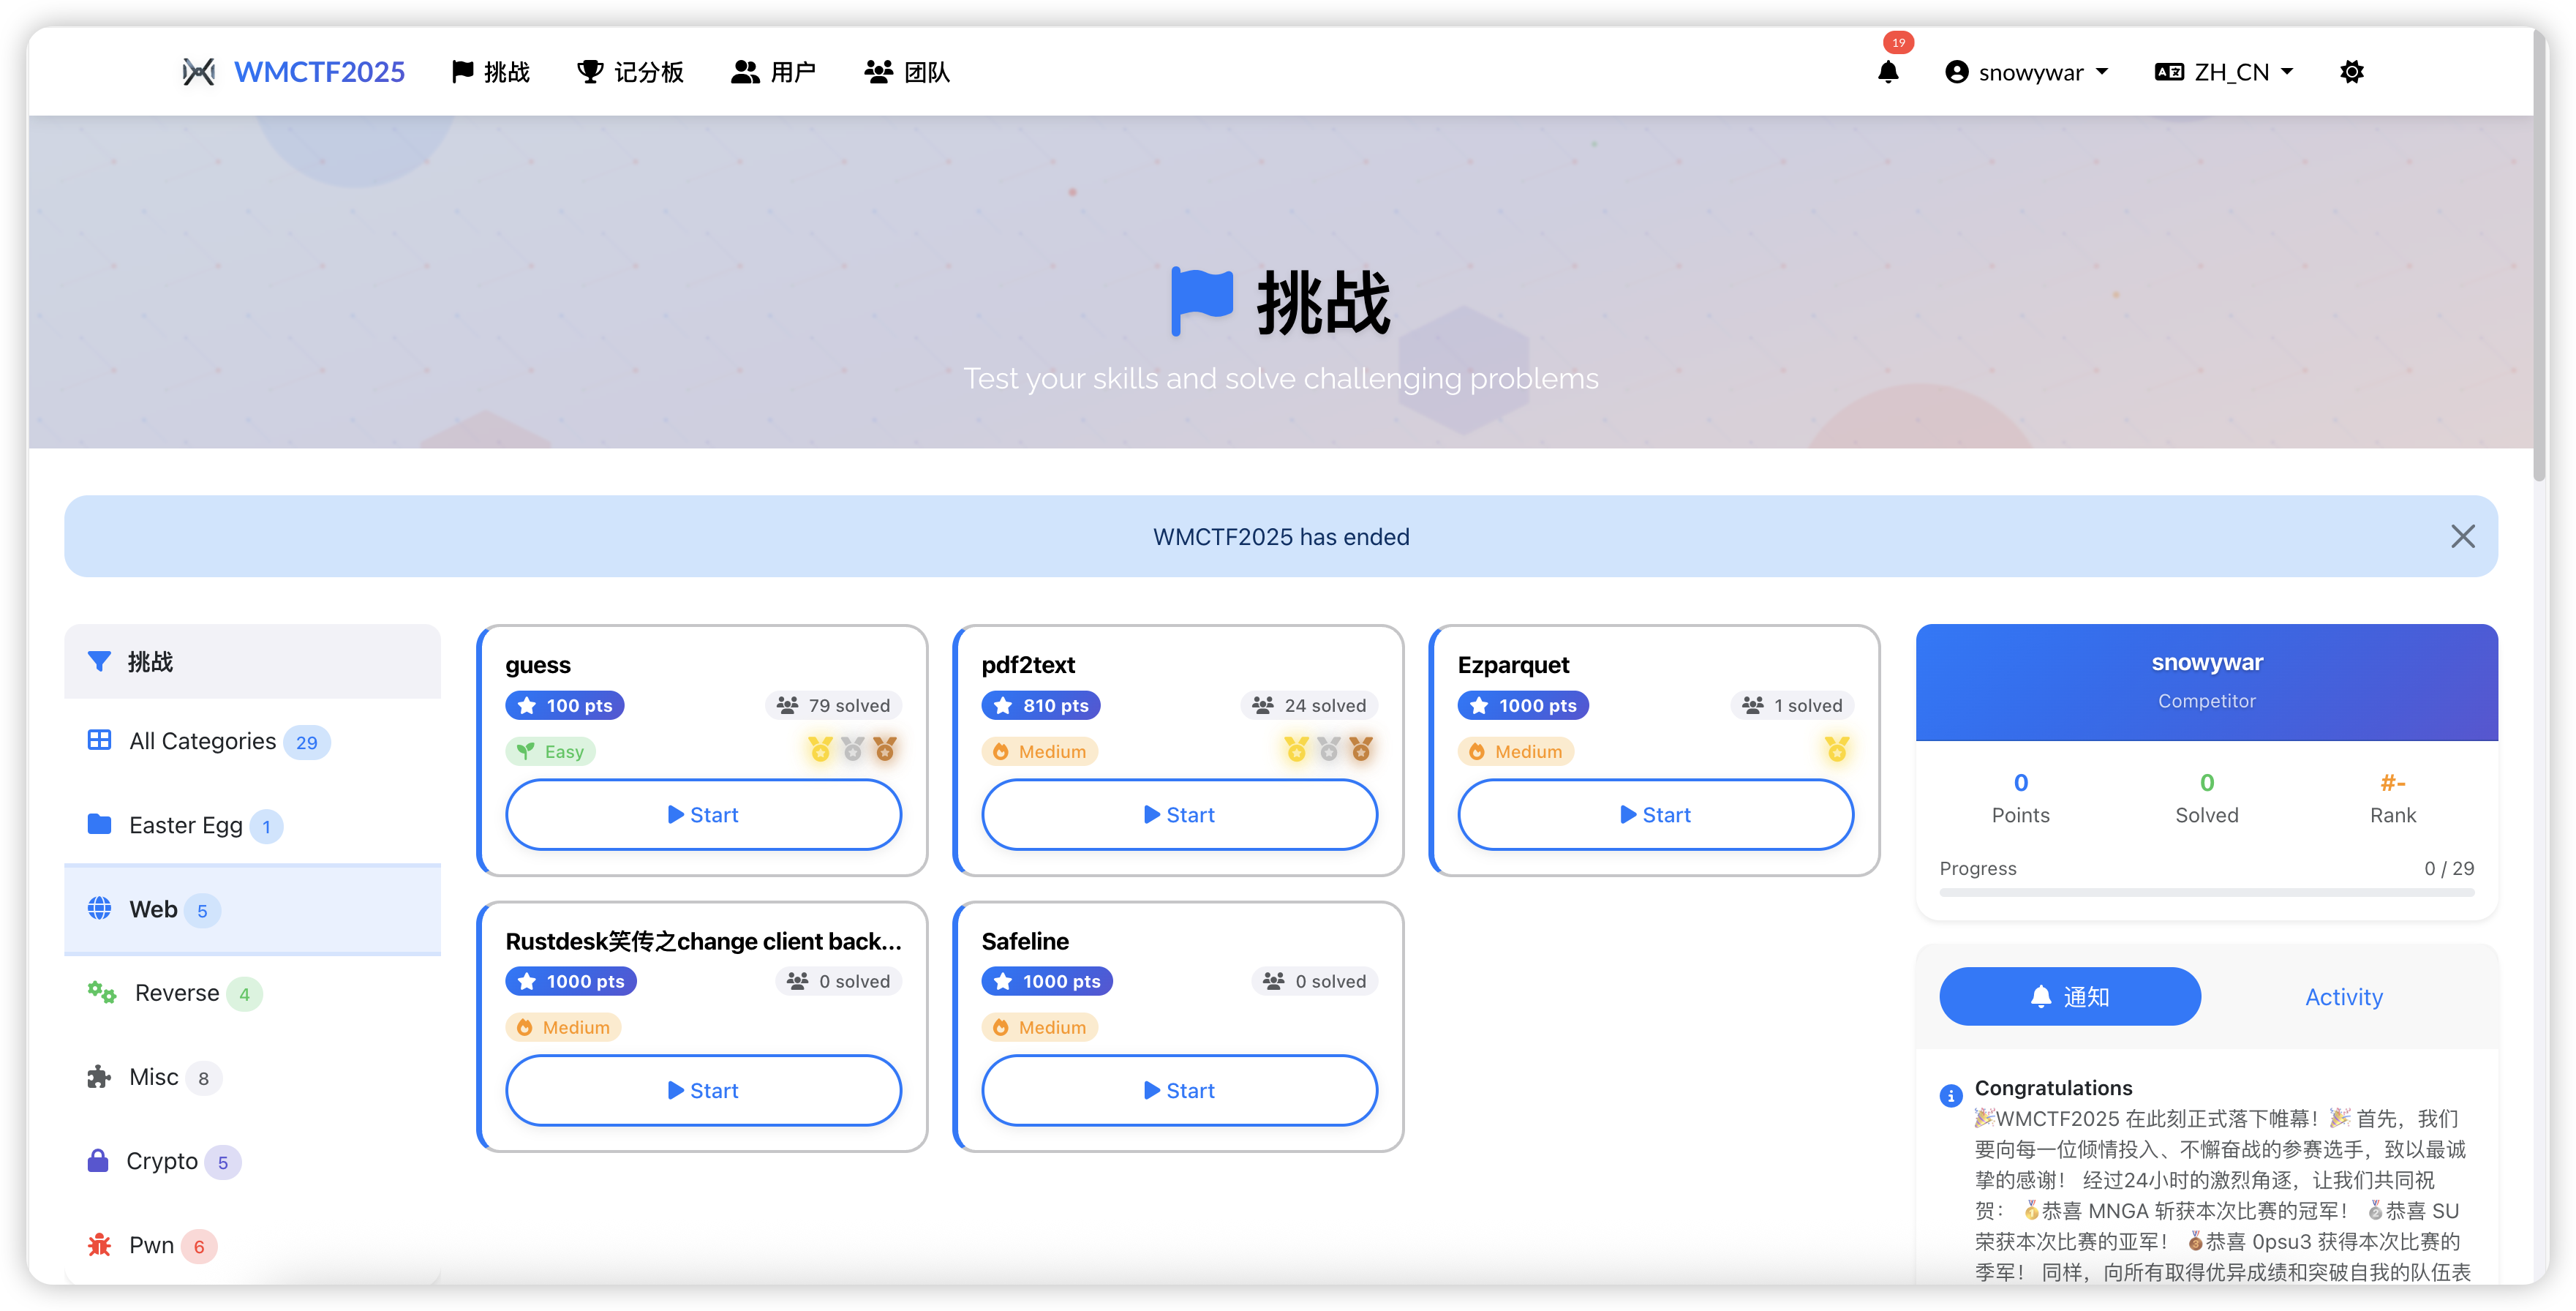 WMCTF2025 挑战 记分板 用户 团队 19 snowywar ZH_CN
挑战
Test your skills and solve challenging problems
WMCTF2025 has ended
挑战
All Categories 29
Easter Egg 1
Web 5
Reverse 4
Misc 8
Crypto 5
Pwn 6
guess
100 pts 79 solved
Easy
Start
pdf2text
810 pts 24 solved
Medium
Start
Ezparquet
1000 pts 1 solved
Medium
Start
Rustdesk笑传之change client back...
1000 pts 0 solved
Medium
Start
Safeline
1000 pts 0 solved
Medium
Start
snowywar
Competitor
0 0 #-
Points Solved Rank
Progress 0 / 29
通知 Activity
Congratulations
🎉WMCTF2025 在此刻正式落下帷幕！🎉 首先，我们
要向每一位倾情投入、不懈奋战的参赛选手，致以最诚
挚的感谢！ 经过24小时的激烈角逐，让我们共同祝
贺： 🥇恭喜 MNGA 斩获本次比赛的冠军！ 🥈恭喜 SU
荣获本次比赛的亚军！ 🥉恭喜 0psu3 获得本次比赛的
季军！ 同样，向所有取得优异成绩和突破自我的队伍表